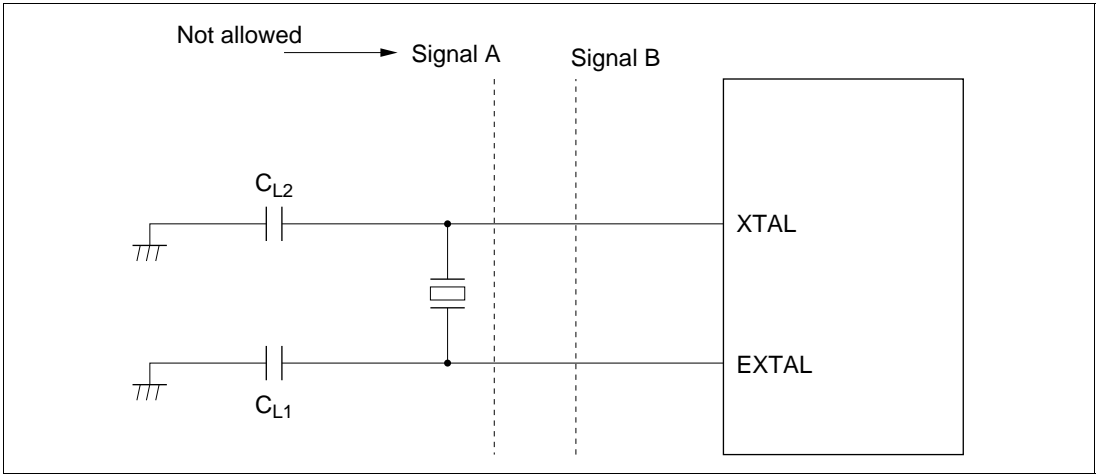 Not allowed
Signal A
Signal B
CL2
XTAL
EXTAL
CL1